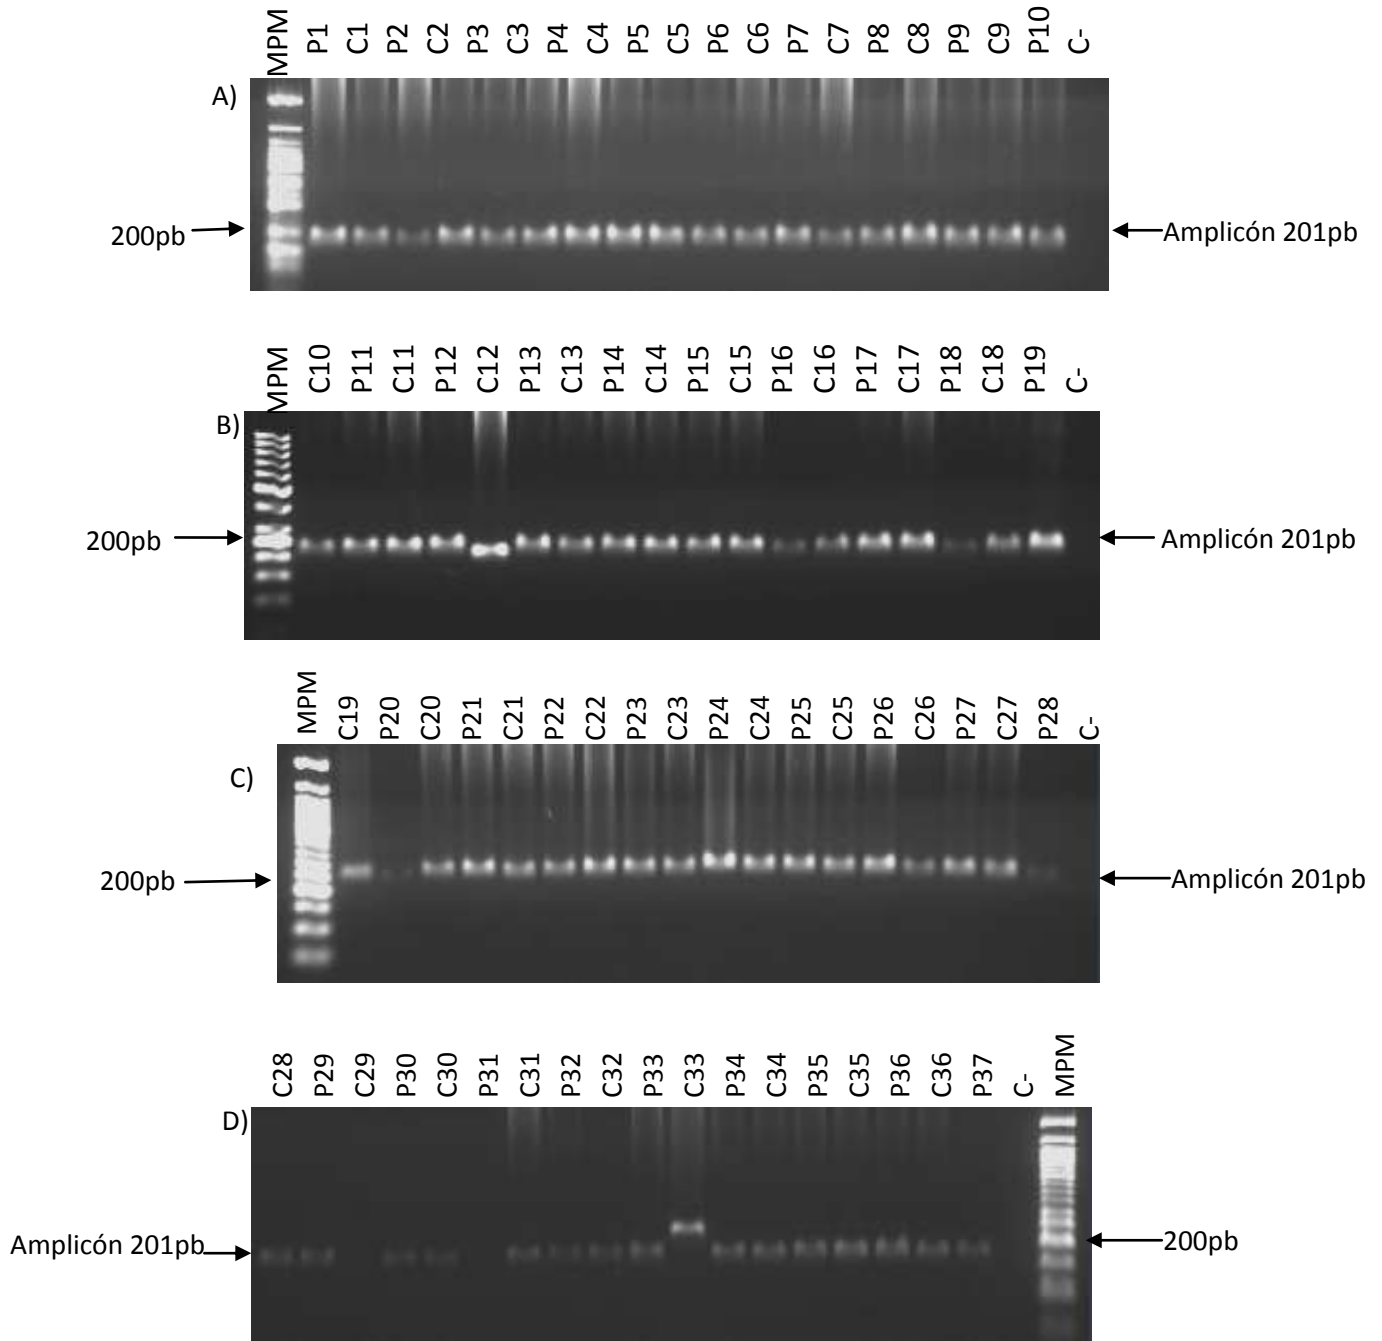 MPM P1 C1 P2 C2 P3 C3 P4 C4 P5 C5 P6 C6 P7 C7 P8 C8 P9 C9 P10 C-
A)
200pb
Amplicón 201pb
MPM C10 P11 C11 P12 C12 P13 C13 P14 C14 P15 C15 P16 C16 P17 C17 P18 C18 P19 C-
B)
200pb
Amplicón 201pb
MPM C19 P20 C20 P21 C21 P22 C22 P23 C23 P24 C24 P25 C25 P26 C26 P27 C27 P28 C-
C)
200pb
Amplicón 201pb
C28 P29 C29 P30 C30 P31 C31 P32 C32 P33 C33 P34 C34 P35 C35 P36 C36 P37 C- MPM
D)
Amplicón 201pb
200pb